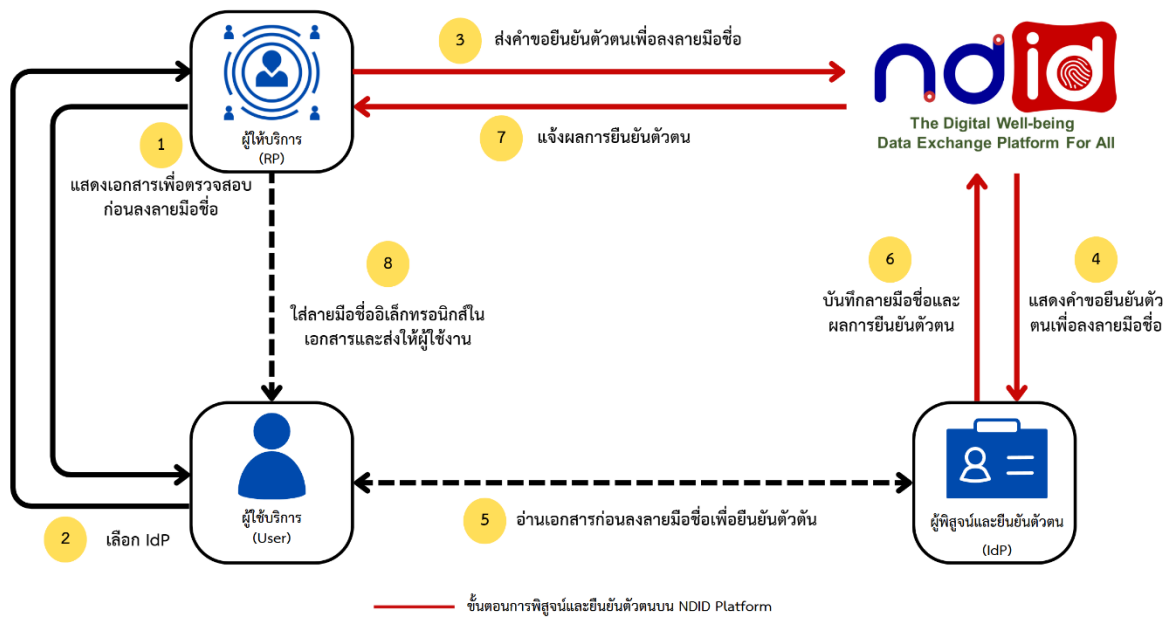 3
ส่งคำขอยืนยันตัวตนเพื่อลงลายมือชื่อ
ndid
The Digital Well-being
Data Exchange Platform For All
ผู้ให้บริการ
(RP)
7
แจ้งผลการยืนยันตัวตน
1
แสดงเอกสารเพื่อตรวจสอบ
ก่อนลงลายมือชื่อ
8
ใส่ลายมือชื่ออิเล็กทรอนิกส์ใน
เอกสารและส่งให้ผู้ใช้งาน
6
บันทึกลายมือชื่อและ
ผลการยืนยันตัวตน
4
แสดงคำขอยืนยันตัว
ตนเพื่อลงลายมือชื่อ
ผู้ใช้บริการ
(User)
5
อ่านเอกสารก่อนลงลายมือชื่อเพื่อยืนยันตัวตัน
ผู้พิสูจน์และยืนยันตัวตน
(IdP)
2
เลือก IdP
ขั้นตอนการพิสูจน์และยืนยันตัวตนบน NDID Platform